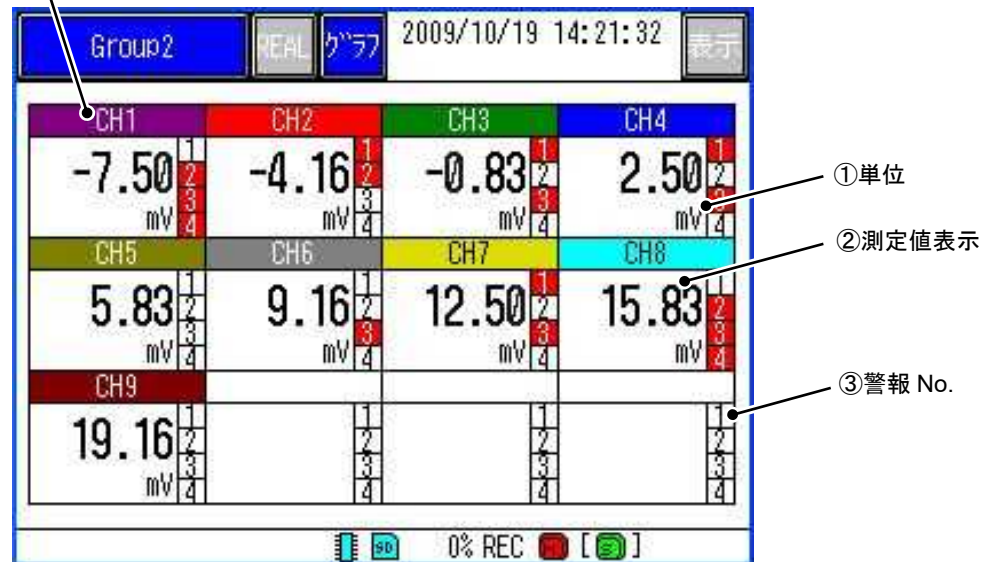 Group2 REAL グラフ 2009/10/19 14:21:32 表示
CH1 CH2 CH3 CH4
-7.50 1 2 3 4 mV -4.16 1 2 3 4 mV -0.83 1 2 3 4 mV 2.50 1 2 3 4 mV
①単位
CH5 CH6 CH7 CH8
②測定値表示
5.83 1 2 3 4 mV 9.16 1 2 3 4 mV 12.50 1 2 3 4 mV 15.83 1 2 3 4 mV
CH9
③警報 No.
19.16 1 2 3 4 mV 1 2 3 4 1 2 3 4 1 2 3 4
SD 0% REC [ ]